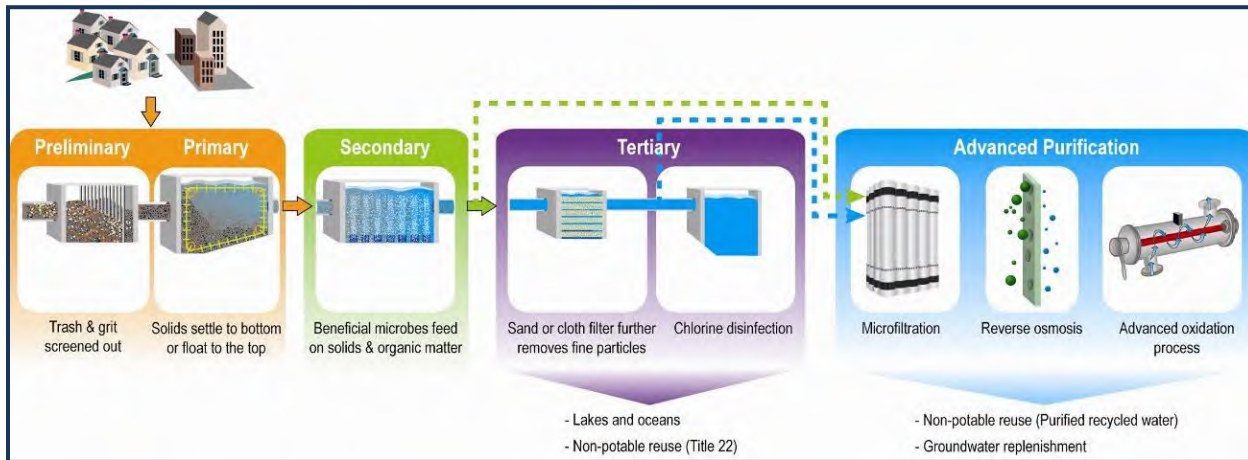 Preliminary
Primary
Secondary
Tertiary
Advanced Purification
Trash & grit
screened out
Solids settle to bottom
or float to the top
Beneficial microbes feed
on solids & organic matter
Sand or cloth filter further
removes fine particles
Chlorine disinfection
Microfiltration
Reverse osmosis
Advanced oxidation
process
- Lakes and oceans
- Non-potable reuse (Title 22)
- Non-potable reuse (Purified recycled water)
- Groundwater replenishment